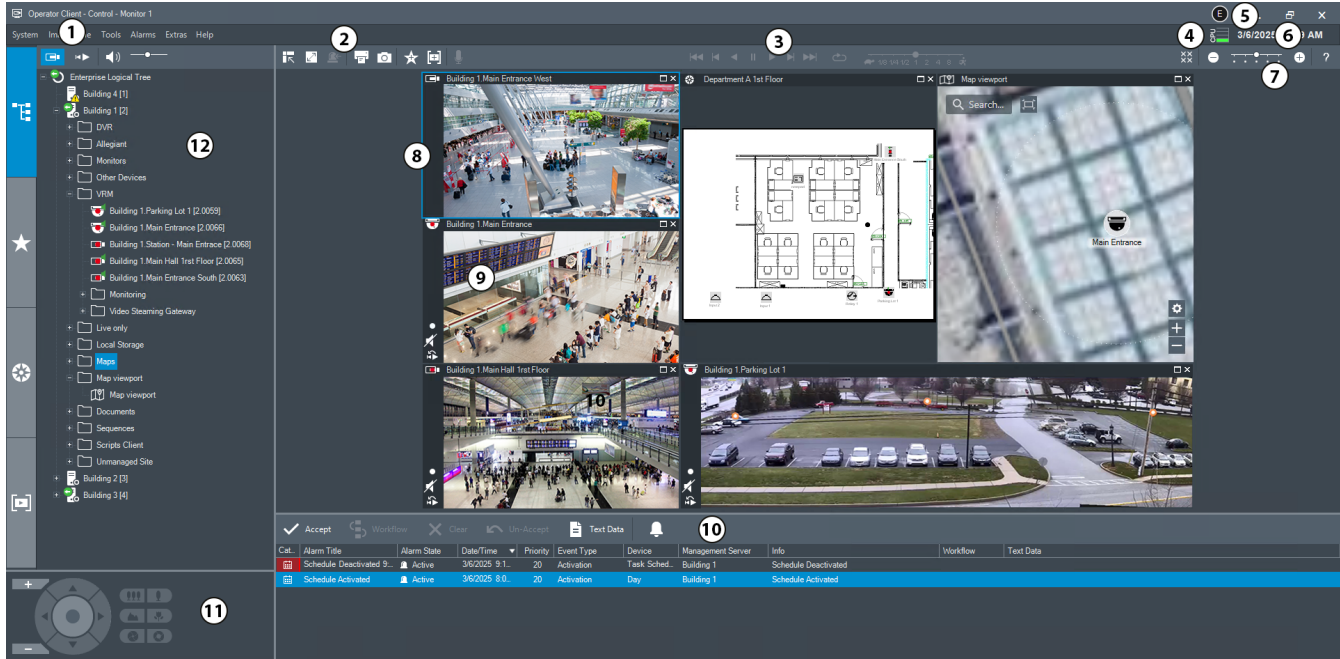 Operator Client - Control - Monitor 1
E
5
System
1
Tools Alarms Extras Help
2
3
4
3/6/2025
6
AM
7
?
Enterprise Logical Tree
Building 4 [1]
Building 1 [2]
DVR
Allegiant
Monitors
Other Devices
VRM
Building 1.Parking Lot 1 [2.0059]
Building 1.Main Entrance [2.0066]
Building 1.Station - Main Entrace [2.0068]
Building 1.Main Hall 1rst Floor [2.0065]
Building 1.Main Entrance South [2.0063]
Monitoring
Video Steaming Gateway
Live only
Local Storage
Maps
Map viewport
Map viewport
Documents
Sequences
Scripts Client
Unmanaged Site
Building 2 [3]
Building 3 [4]
12
Building 1.Main Entrance West
8
Department A 1st Floor
Map viewport
Search...
Main Entrance
Building 1.Main Entrance
9
Building 1.Main Hall 1rst Floor
10
Building 1.Parking Lot 1
Accept
Workflow
Clear
Un-Accept
Text Data
10
Cat.. Alarm Title Alarm State Date/Time Priority Event Type Device Management Server Info Workflow Text Data
Schedule Deactivated 9:.. Active 3/6/2025 9:1... 20 Activation Task Sched.. Building 1 Schedule Deactivated
Schedule Activated Active 3/6/2025 8:0.. 20 Activation Day Building 1 Schedule Activated
11